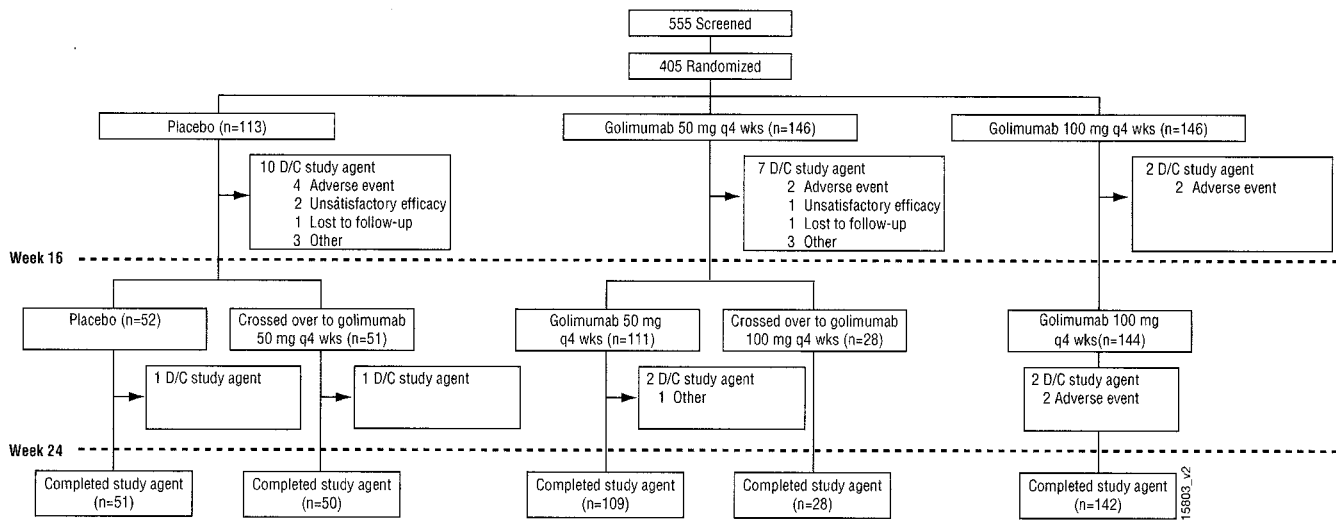 555 Screened
405 Randomized
Placebo (n=113)
Golimumab 50 mg q4 wks (n=146)
Golimumab 100 mg q4 wks (n=146)
10 D/C study agent
4 Adverse event
2 Unsatisfactory efficacy
1 Lost to follow-up
3 Other
7 D/C study agent
2 Adverse event
1 Unsatisfactory efficacy
1 Lost to follow-up
3 Other
2 D/C study agent
2 Adverse event
Week 16
Placebo (n=52)
Crossed over to golimumab
50 mg q4 wks (n=51)
Golimumab 50 mg
q4 wks (n=111)
Crossed over to golimumab
100 mg q4 wks (n=28)
Golimumab 100 mg
q4 wks(n=144)
1 D/C study agent
1 D/C study agent
2 D/C study agent
1 Other
2 D/C study agent
2 Adverse event
Week 24
Completed study agent
(n=51)
Completed study agent
(n=50)
Completed study agent
(n=109)
Completed study agent
(n=28)
Completed study agent
(n=142)
15803_v2